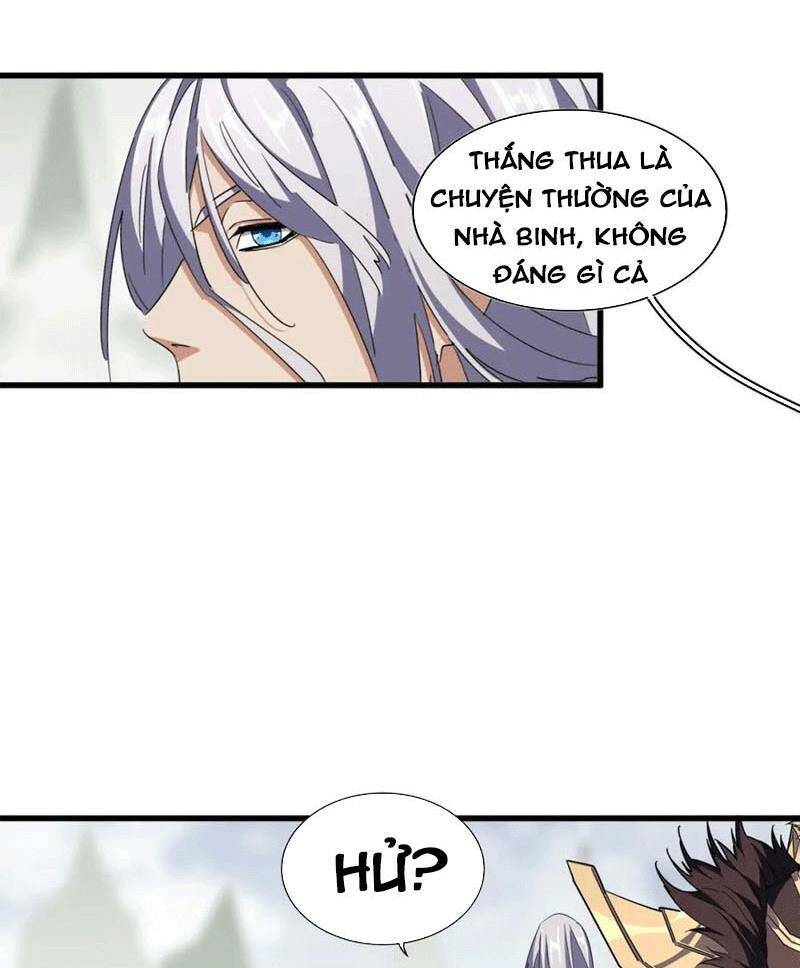 THẮNG THUA LÀ
CHUYỆN THƯỜNG CỦA
NHÀ BINH, KHÔNG
ĐÁNG GÌ CẢ
HỬ?